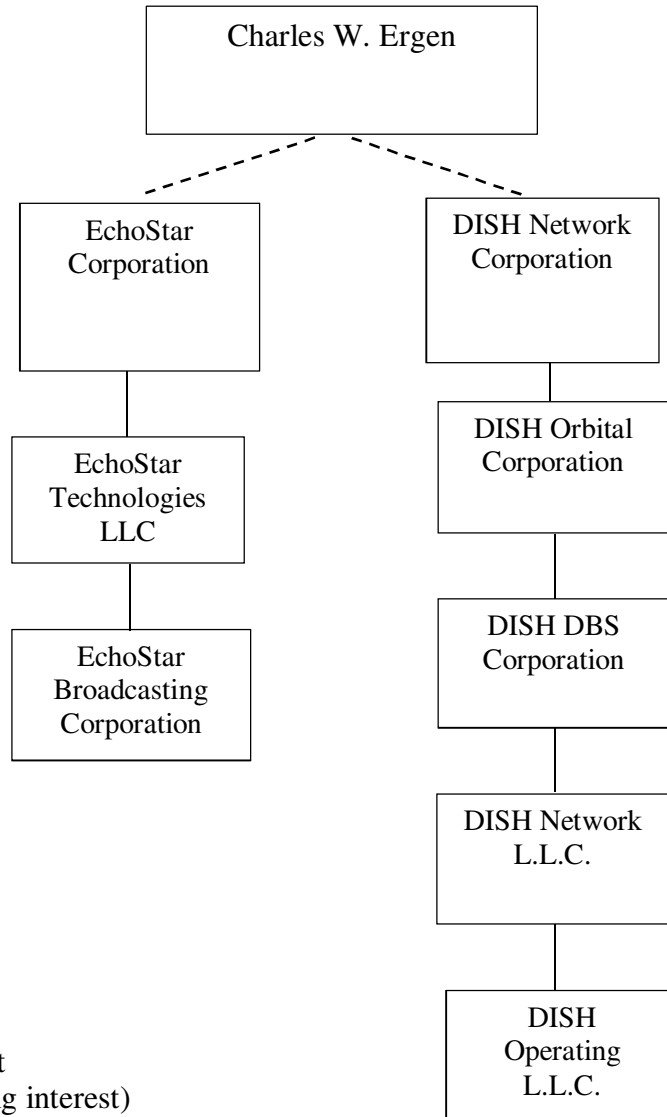 Charles W. Ergen
EchoStar
Corporation
DISH Network
Corporation
EchoStar
Technologies
LLC
DISH Orbital
Corporation
EchoStar
Broadcasting
Corporation
DISH DBS
Corporation
DISH Network
L.L.C.
DISH
Operating
L.L.C.
interest)